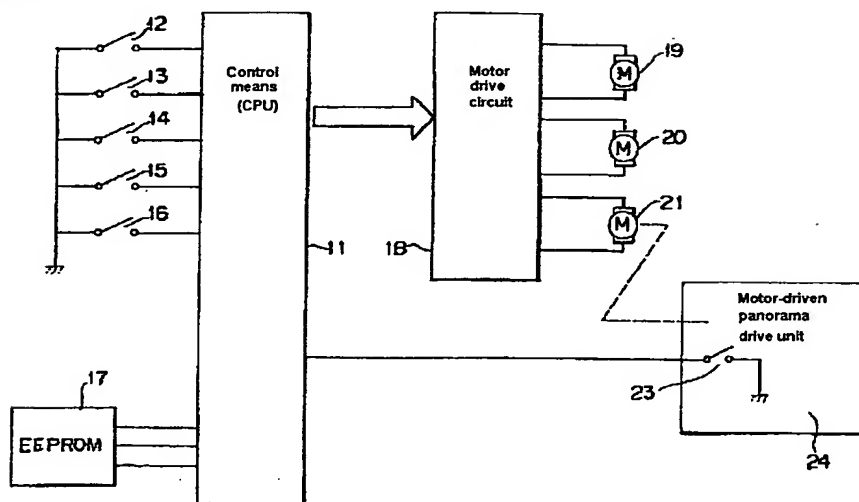 12
13
14
15
16
Control
means
(CPU)
11
Motor
drive
circuit
18
M
19
M
20
M
21
Motor-driven
panorama
drive unit
23
24
17
EEPROM